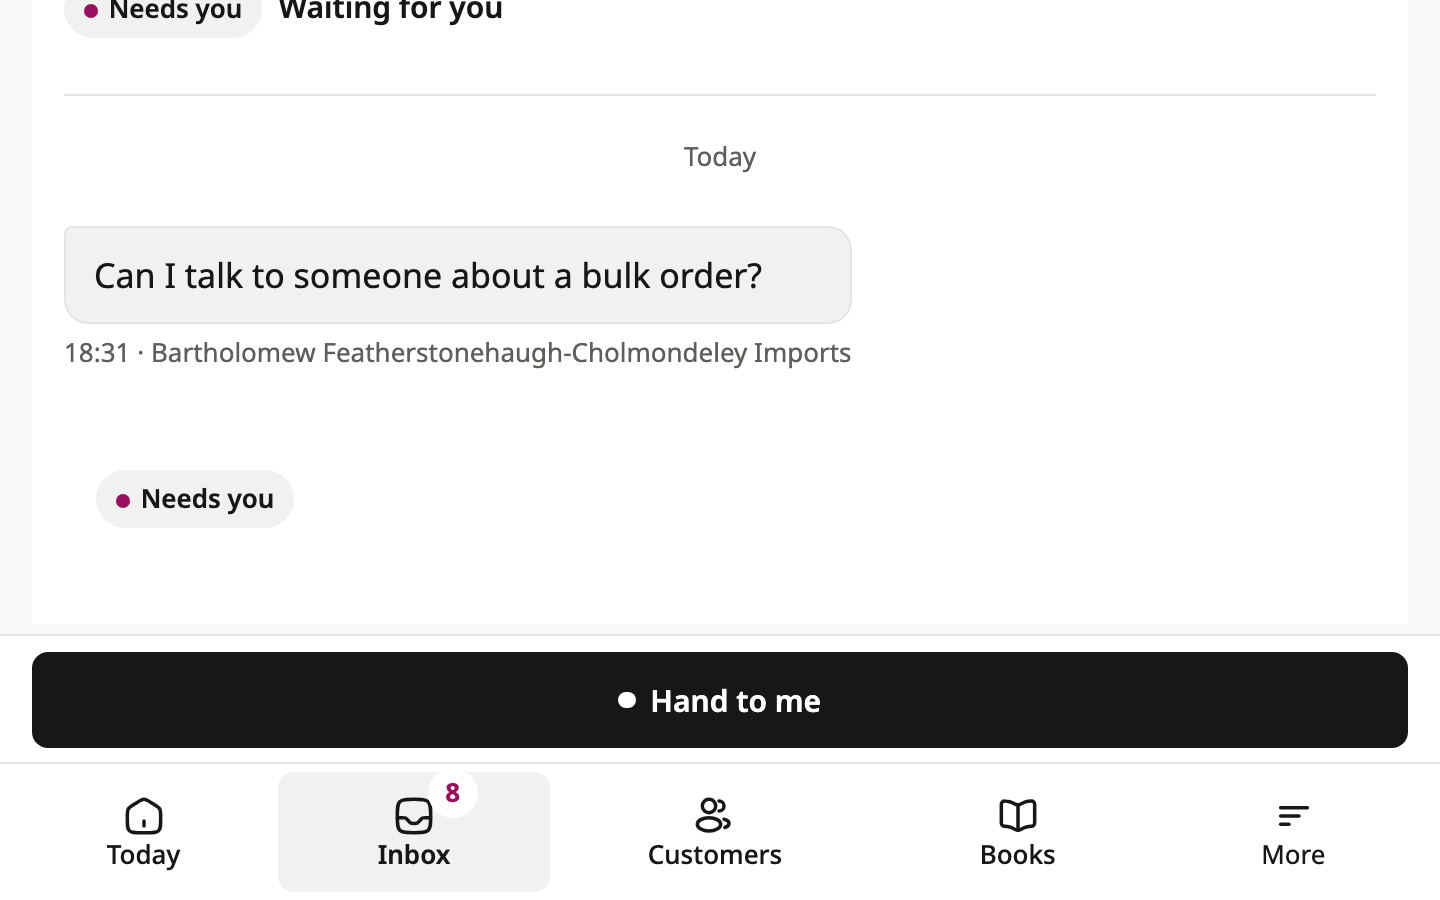 Needs you Waiting for you
Today
Can I talk to someone about a bulk order?
18:31 · Bartholomew Featherstonehaugh-Cholmondeley Imports
Needs you
Hand to me
8
Today Inbox Customers Books More